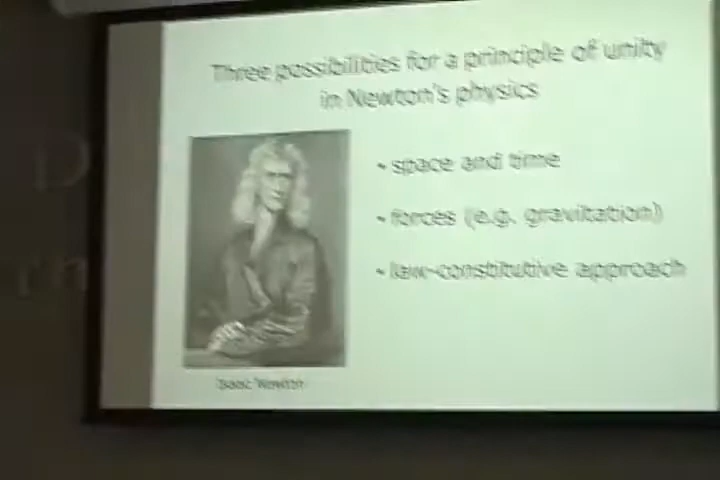 Three possibilities for a principle of unity
in Newton's physics
• space and time
• forces (e.g. gravitation)
• law-constitutive approach
Isaac Newton